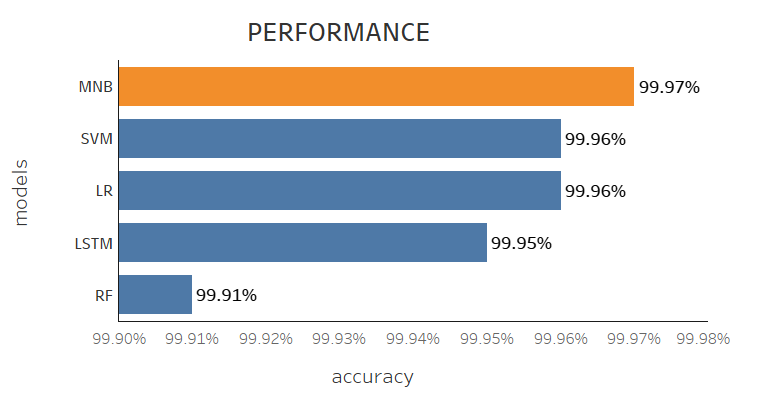 PERFORMANCE
MNB 99.97%
SVM 99.96%
LR 99.96%
LSTM 99.95%
RF 99.91%
models
99.90% 99.91% 99.92% 99.93% 99.94% 99.95% 99.96% 99.97% 99.98%
accuracy